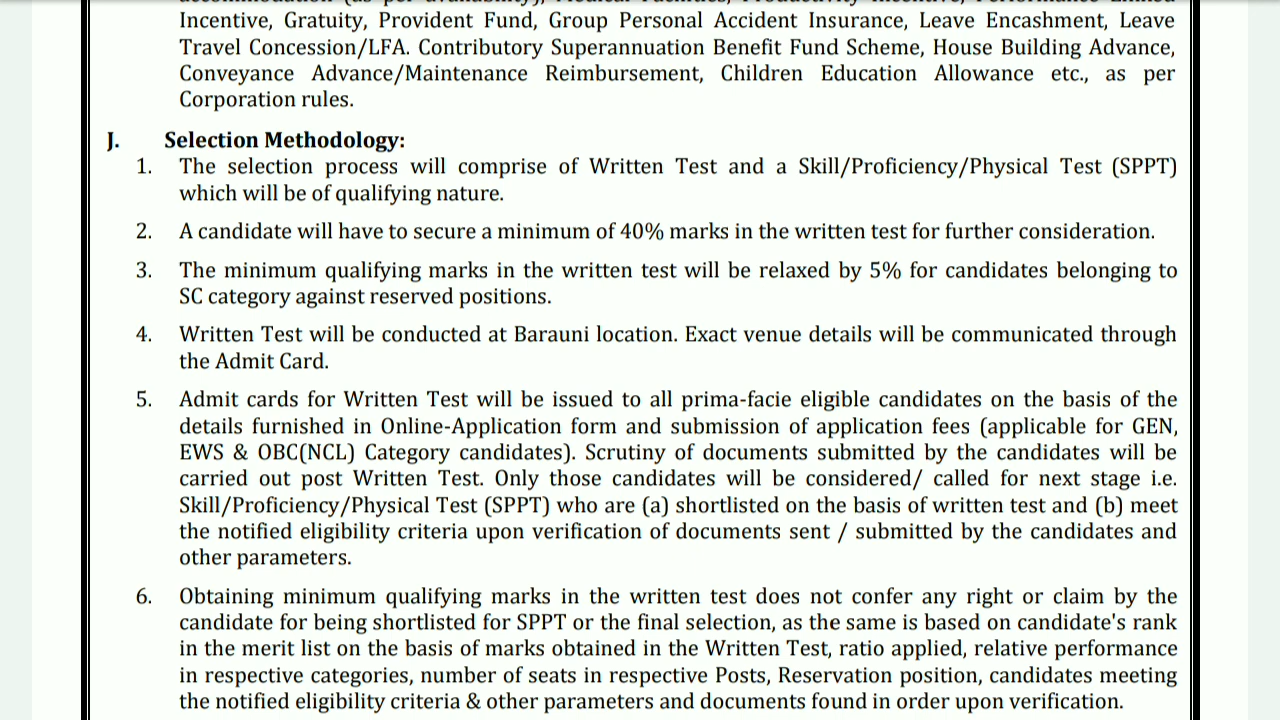 Incentive, Gratuity, Provident Fund, Group Personal Accident Insurance, Leave Encashment, Leave
Travel Concession/LFA. Contributory Superannuation Benefit Fund Scheme, House Building Advance,
Conveyance Advance/Maintenance Reimbursement, Children Education Allowance etc., as per
Corporation rules.
J. Selection Methodology:
1. The selection process will comprise of Written Test and a Skill/Proficiency/Physical Test (SPPT)
which will be of qualifying nature.
2. A candidate will have to secure a minimum of 40% marks in the written test for further consideration.
3. The minimum qualifying marks in the written test will be relaxed by 5% for candidates belonging to
SC category against reserved positions.
4. Written Test will be conducted at Barauni location. Exact venue details will be communicated through
the Admit Card.
5. Admit cards for Written Test will be issued to all prima-facie eligible candidates on the basis of the
details furnished in Online-Application form and submission of application fees (applicable for GEN,
EWS & OBC(NCL) Category candidates). Scrutiny of documents submitted by the candidates will be
carried out post Written Test. Only those candidates will be considered/ called for next stage i.e.
Skill/Proficiency/Physical Test (SPPT) who are (a) shortlisted on the basis of written test and (b) meet
the notified eligibility criteria upon verification of documents sent / submitted by the candidates and
other parameters.
6. Obtaining minimum qualifying marks in the written test does not confer any right or claim by the
candidate for being shortlisted for SPPT or the final selection, as the same is based on candidate's rank
in the merit list on the basis of marks obtained in the Written Test, ratio applied, relative performance
in respective categories, number of seats in respective Posts, Reservation position, candidates meeting
the notified eligibility criteria & other parameters and documents found in order upon verification.